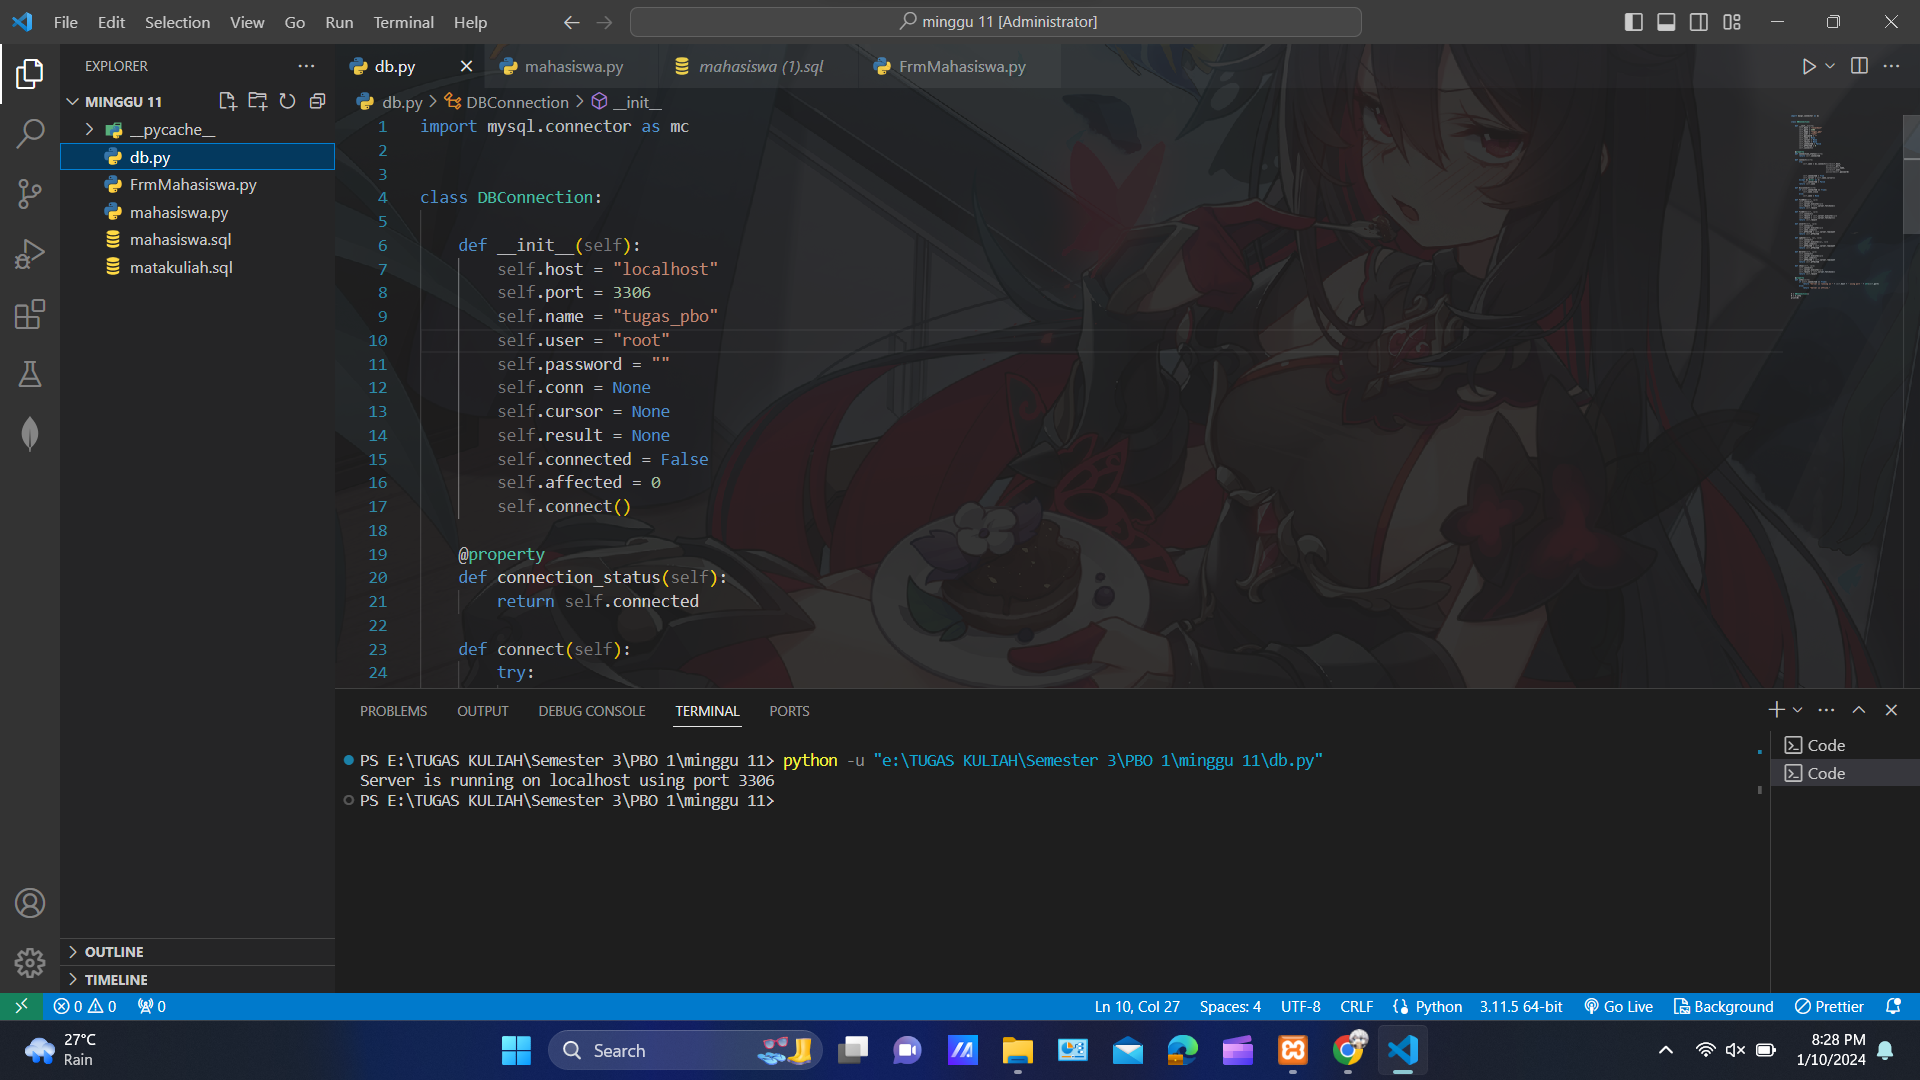 File Edit Selection View Go Run Terminal Help
minggu 11 [Administrator]
EXPLORER
MINGGU 11
__pycache__
db.py
FrmMahasiswa.py
mahasiswa.py
mahasiswa.sql
matakuliah.sql
OUTLINE
TIMELINE
db.py mahasiswa.py mahasiswa (1).sql FrmMahasiswa.py
db.py > DBConnection > __init__
1 import mysql.connector as mc
2
3
4 class DBConnection:
5
6 def __init__(self):
7 self.host = "localhost"
8 self.port = 3306
9 self.name = "tugas_pbo"
10 self.user = "root"
11 self.password = ""
12 self.conn = None
13 self.cursor = None
14 self.result = None
15 self.connected = False
16 self.affected = 0
17 self.connect()
18
19 @property
20 def connection_status(self):
21 return self.connected
22
23 def connect(self):
24 try:
PROBLEMS OUTPUT DEBUG CONSOLE TERMINAL PORTS
PS E:\TUGAS KULIAH\Semester 3\PBO 1\minggu 11> python -u "e:\TUGAS KULIAH\Semester 3\PBO 1\minggu 11\db.py"
Server is running on localhost using port 3306
PS E:\TUGAS KULIAH\Semester 3\PBO 1\minggu 11>
Code
Code
0 0 0
Ln 10, Col 27 Spaces: 4 UTF-8 CRLF Python 3.11.5 64-bit Go Live Background Prettier
27°C
Rain
Search
8:28 PM
1/10/2024